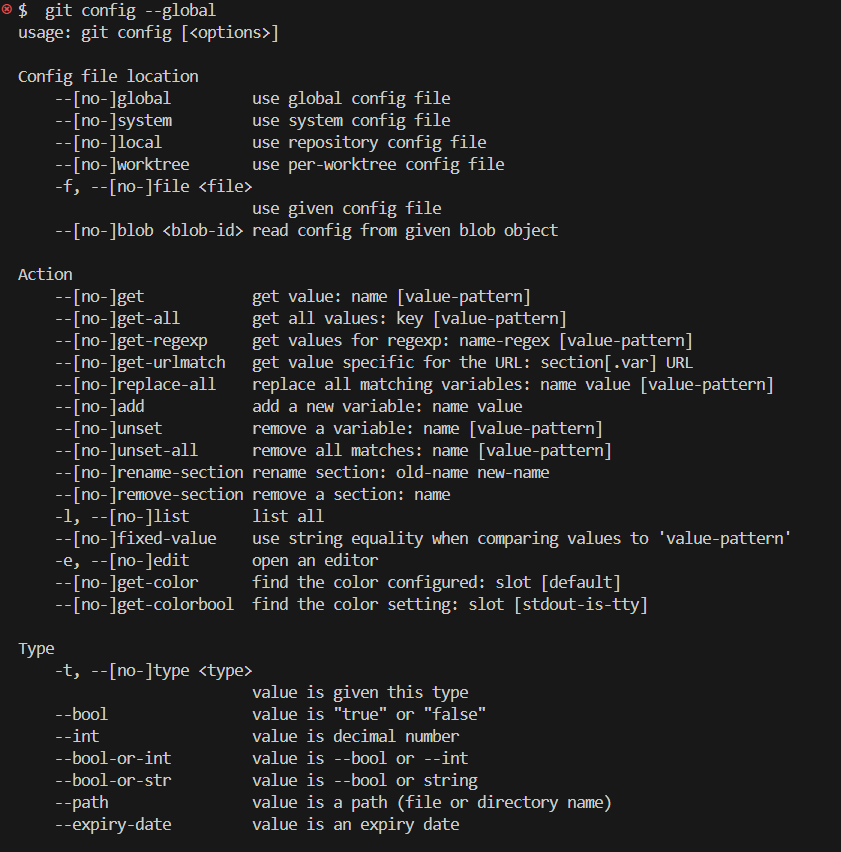 $ git config --global
usage: git config [<options>]
Config file location
--[no-]global use global config file
--[no-]system use system config file
--[no-]local use repository config file
--[no-]worktree use per-worktree config file
-f, --[no-]file <file>
use given config file
--[no-]blob <blob-id> read config from given blob object
Action
--[no-]get get value: name [value-pattern]
--[no-]get-all get all values: key [value-pattern]
--[no-]get-regexp get values for regexp: name-regex [value-pattern]
--[no-]get-urlmatch get value specific for the URL: section[.var] URL
--[no-]replace-all replace all matching variables: name value [value-pattern]
--[no-]add add a new variable: name value
--[no-]unset remove a variable: name [value-pattern]
--[no-]unset-all remove all matches: name [value-pattern]
--[no-]rename-section rename section: old-name new-name
--[no-]remove-section remove a section: name
-l, --[no-]list list all
--[no-]fixed-value use string equality when comparing values to 'value-pattern'
-e, --[no-]edit open an editor
--[no-]get-color find the color configured: slot [default]
--[no-]get-colorbool find the color setting: slot [stdout-is-tty]
Type
-t, --[no-]type <type>
value is given this type
--bool value is "true" or "false"
--int value is decimal number
--bool-or-int value is --bool or --int
--bool-or-str value is --bool or string
--path value is a path (file or directory name)
--expiry-date value is an expiry date